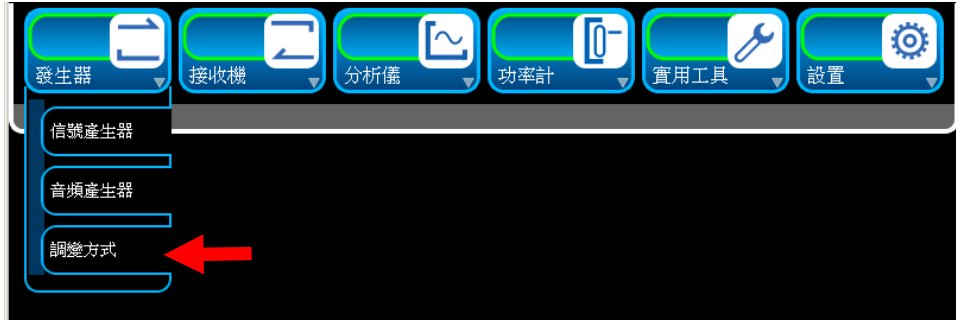 發生器
接收機
分析儀
功率計
實用工具
設置
信號產生器
音頻產生器
調變方式